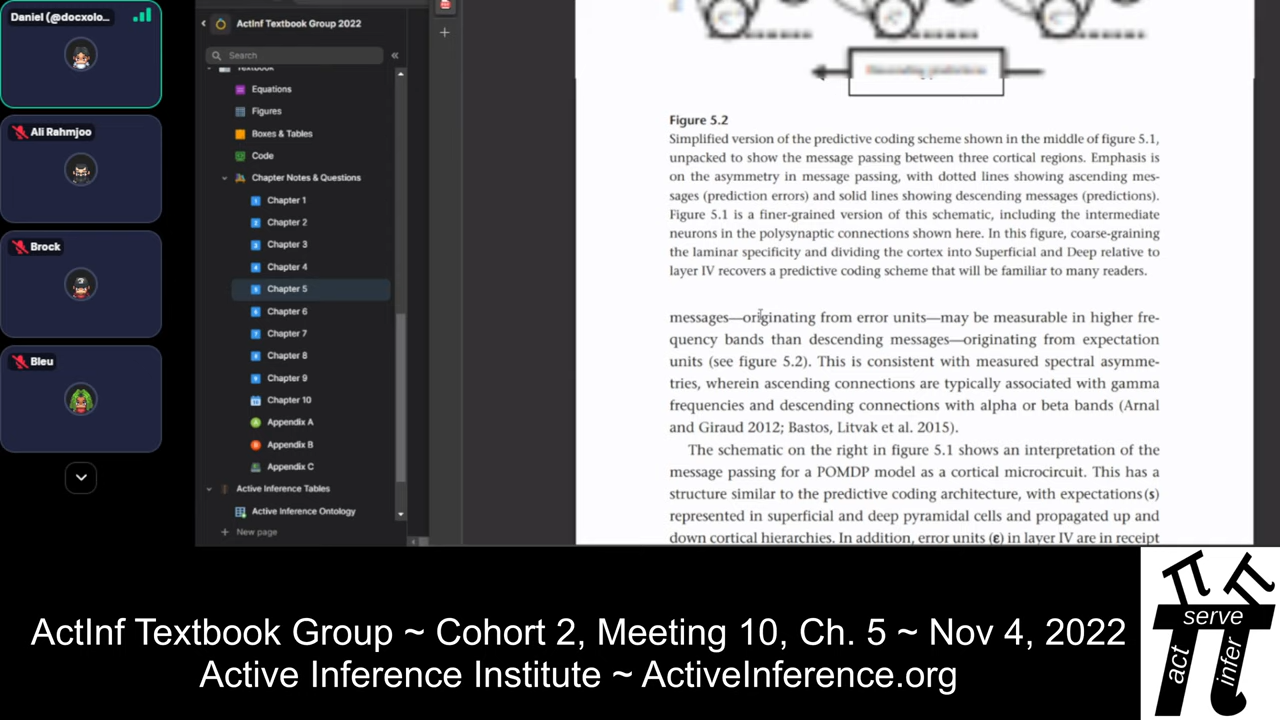 Daniel (@docxolo...
Ali Rahmjoo
Brock
Bleu
ActInf Textbook Group 2022
Search
Textbook
Equations
Figures
Boxes & Tables
Code
Chapter Notes & Questions
Chapter 1
Chapter 2
Chapter 3
Chapter 4
Chapter 5
Chapter 6
Chapter 7
Chapter 8
Chapter 9
Chapter 10
Appendix A
Appendix B
Appendix C
Active Inference Tables
Active Inference Ontology
New page
Figure 5.2
Simplified version of the predictive coding scheme shown in the middle of figure 5.1,
unpacked to show the message passing between three cortical regions. Emphasis is
on the asymmetry in message passing, with dotted lines showing ascending mes-
sages (prediction errors) and solid lines showing descending messages (predictions).
Figure 5.1 is a finer-grained version of this schematic, including the intermediate
neurons in the polysynaptic connections shown here. In this figure, coarse-graining
the laminar specificity and dividing the cortex into Superficial and Deep relative to
layer IV recovers a predictive coding scheme that will be familiar to many readers.
messages—originating from error units—may be measurable in higher fre-
quency bands than descending messages—originating from expectation
units (see figure 5.2). This is consistent with measured spectral asymme-
tries, wherein ascending connections are typically associated with gamma
frequencies and descending connections with alpha or beta bands (Arnal
and Giraud 2012; Bastos, Litvak et al. 2015).
The schematic on the right in figure 5.1 shows an interpretation of the
message passing for a POMDP model as a cortical microcircuit. This has a
structure similar to the predictive coding architecture, with expectations (s)
represented in superficial and deep pyramidal cells and propagated up and
down cortical hierarchies. In addition, error units (ε) in layer IV are in receipt
ActInf Textbook Group ~ Cohort 2, Meeting 10, Ch. 5 ~ Nov 4, 2022
Active Inference Institute ~ ActiveInference.org
serve
act
infer